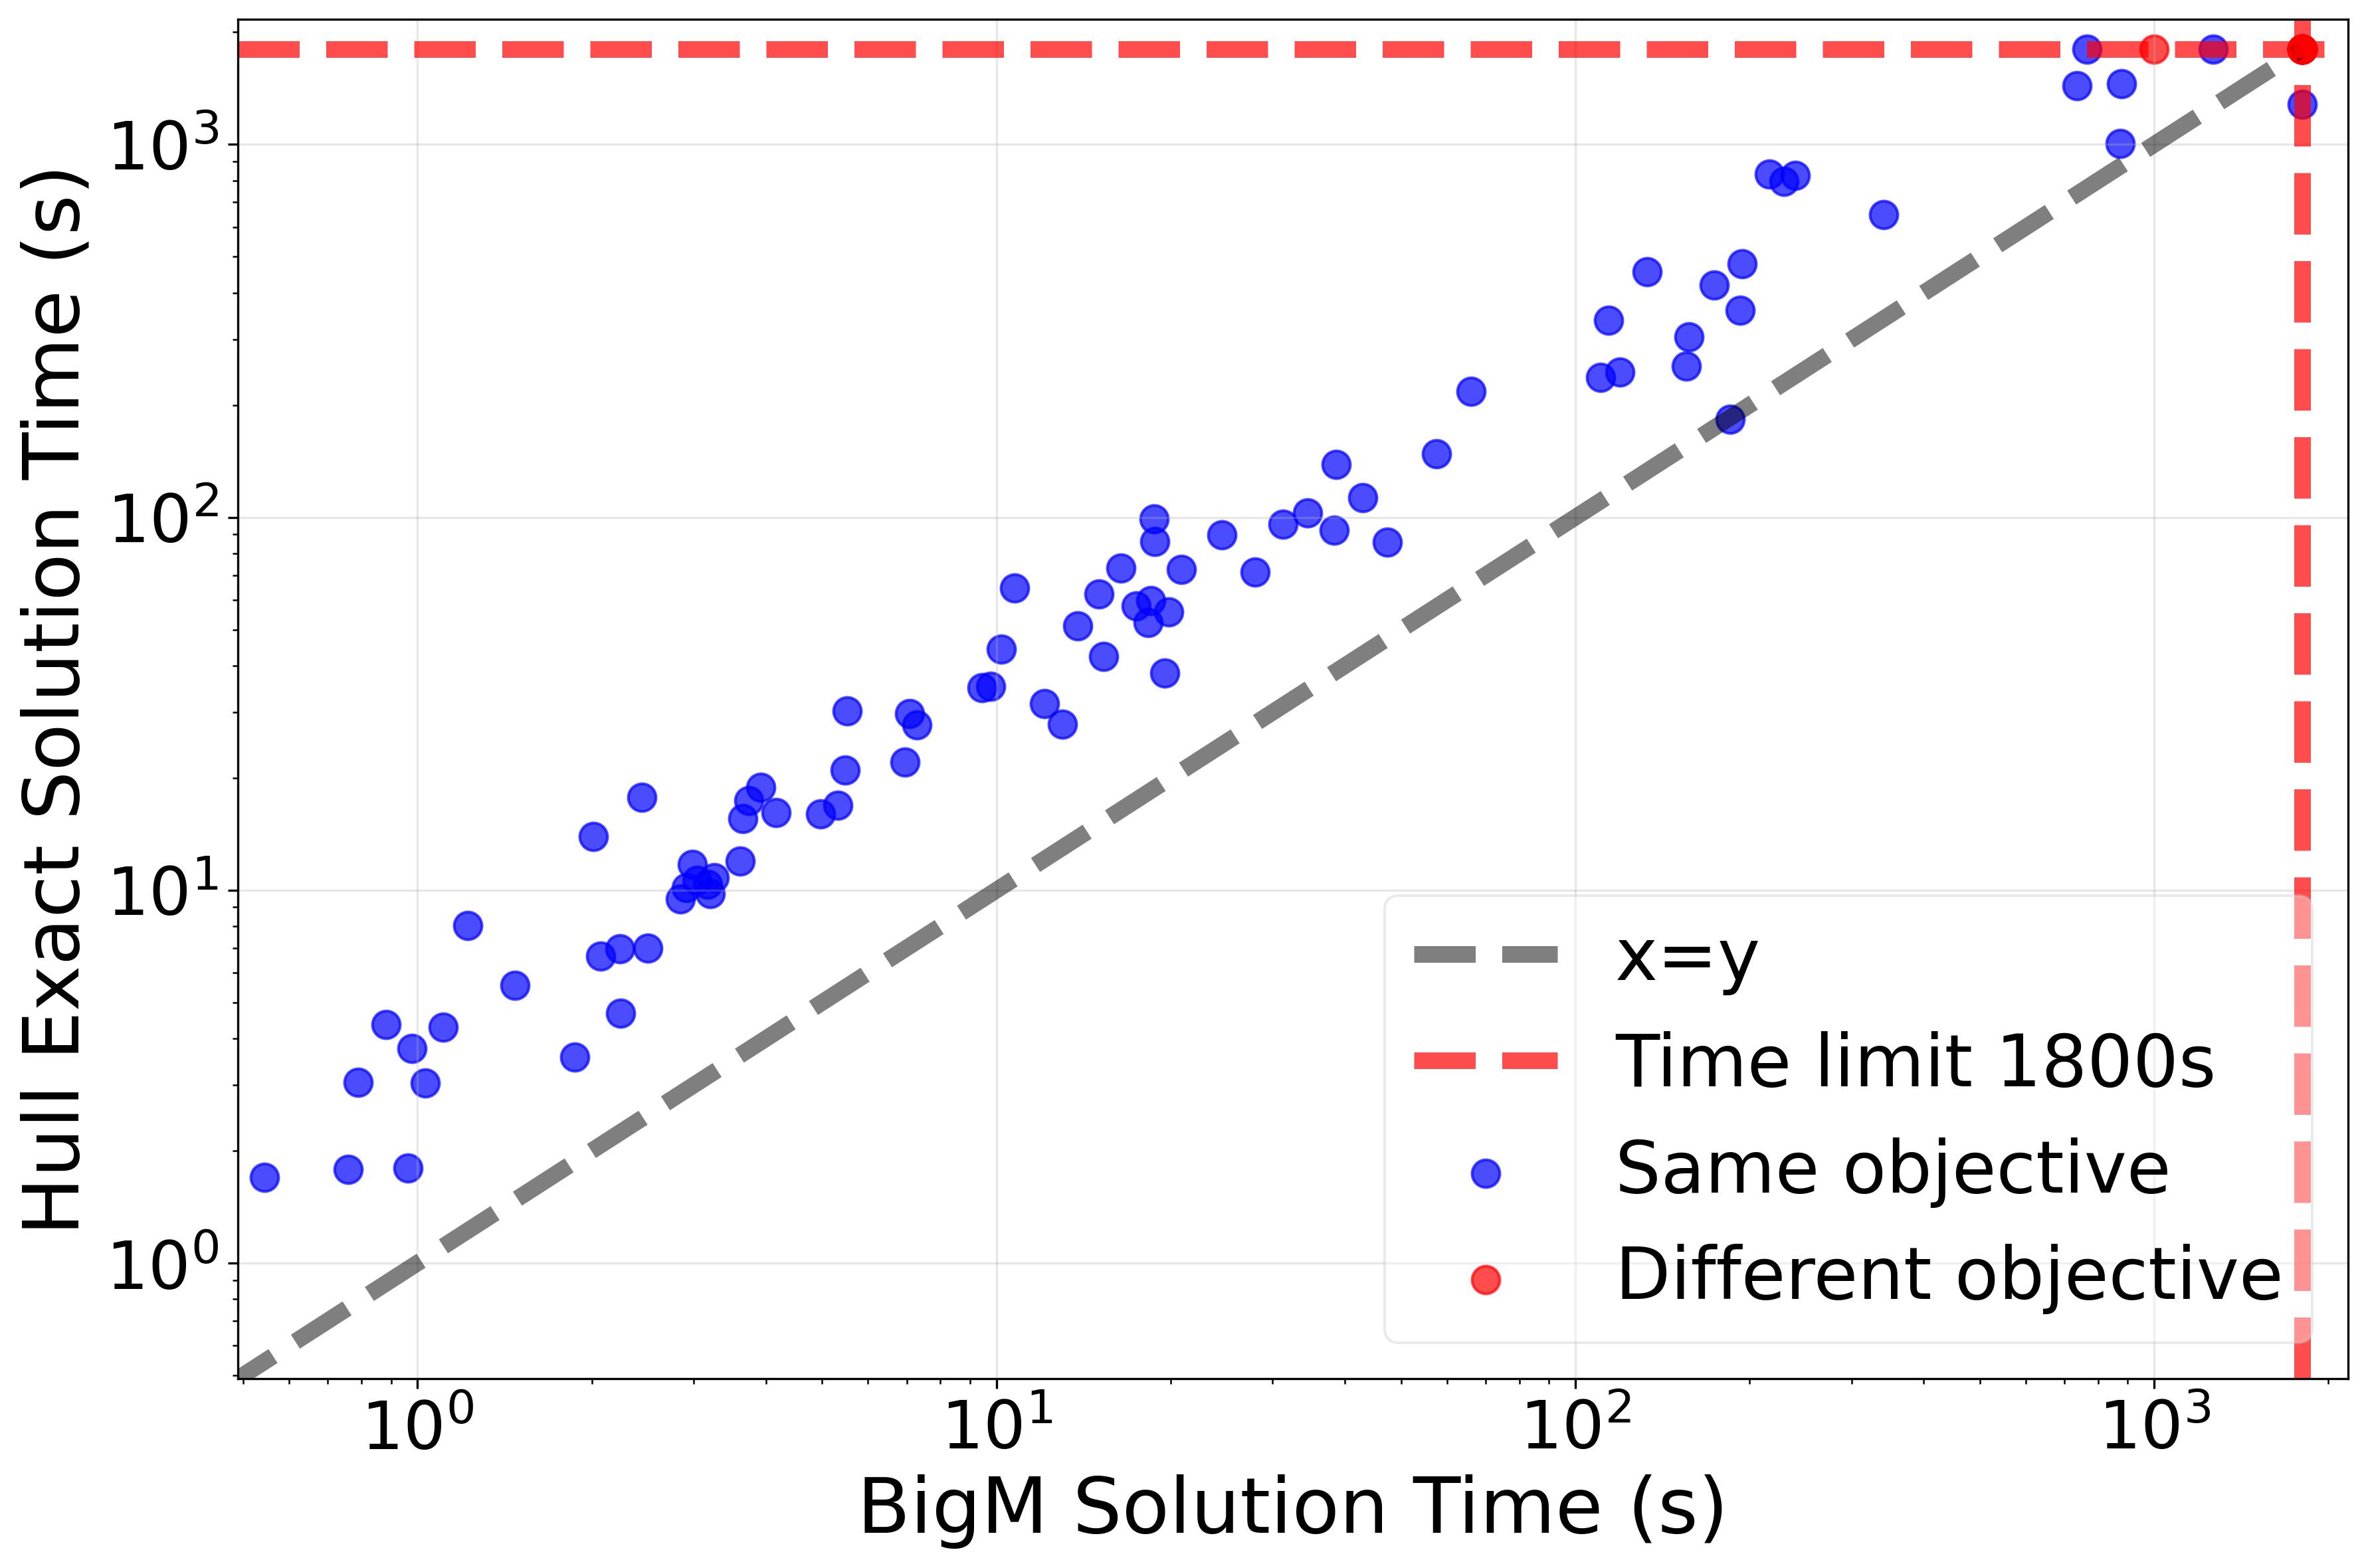 Hull Exact Solution Time (s)
10³
10²
10¹
10⁰
x=y
Time limit 1800s
Same objective
Different objective
10⁰ 10¹ 10² 10³
BigM Solution Time (s)